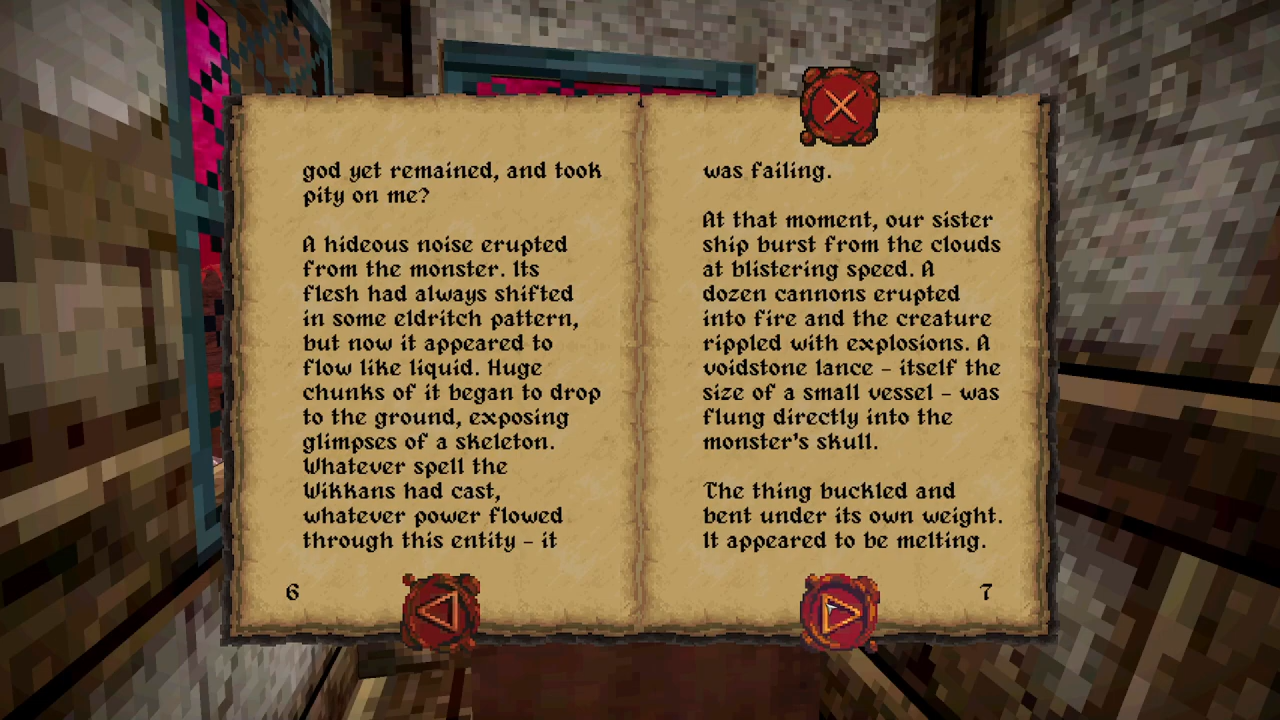 god yet remained, and took
pity on me?
A hideous noise erupted
from the monster. Its
flesh had always shifted
in some eldritch pattern,
but now it appeared to
flow like liquid. Huge
chunks of it began to drop
to the ground, exposing
glimpses of a skeleton.
Whatever spell the
Wikkans had cast,
whatever power flowed
through this entity - it
6
was failing.
At that moment, our sister
ship burst from the clouds
at blistering speed. A
dozen cannons erupted
into fire and the creature
rippled with explosions. A
voidstone lance - itself the
size of a small vessel - was
flung directly into the
monster's skull.
The thing buckled and
bent under its own weight.
It appeared to be melting.
7